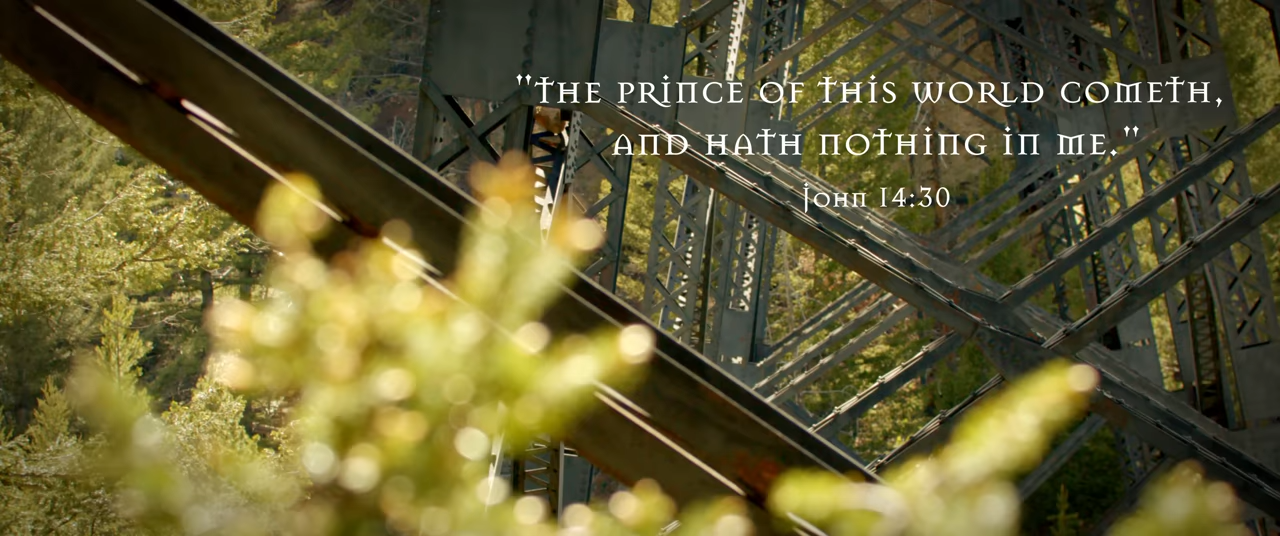 "THE PRINCE OF THIS WORLD COMETH,
AND HATH NOTHING IN ME."
John 14:30